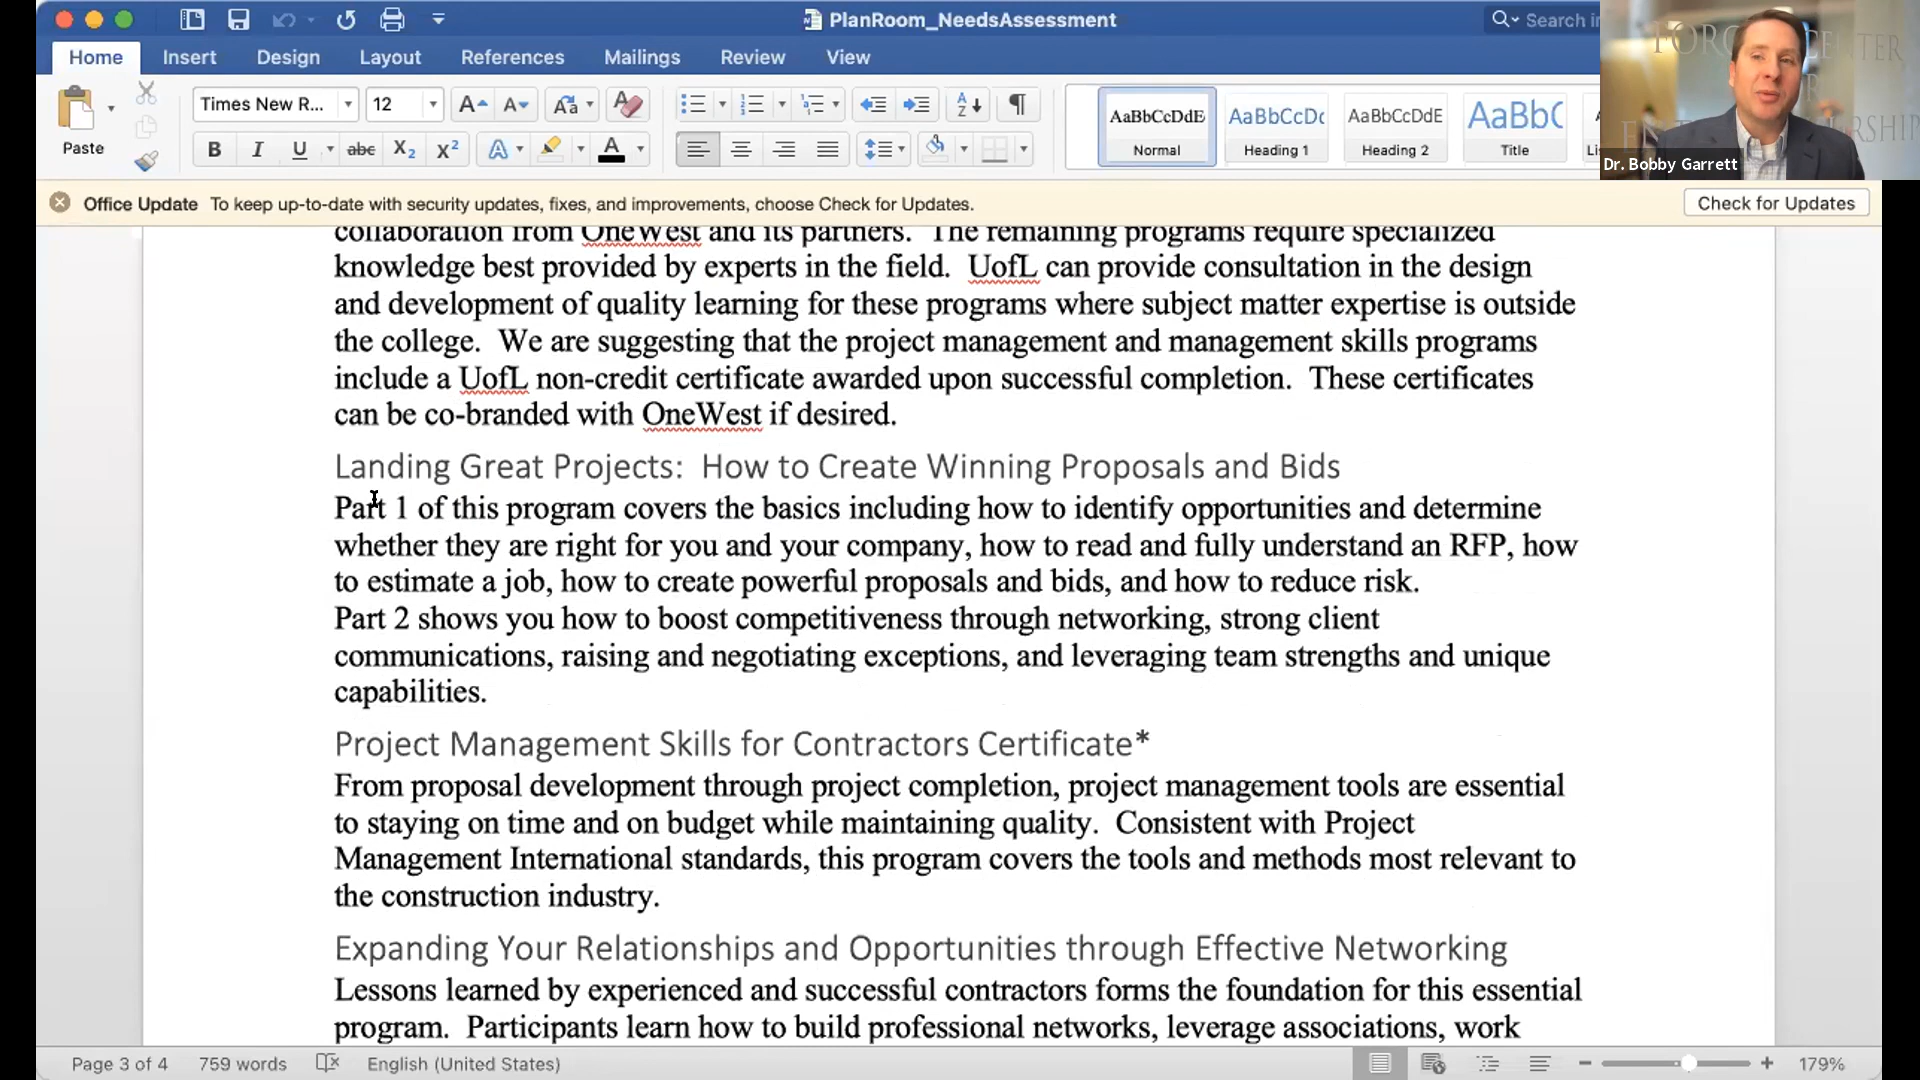 PlanRoom_NeedsAssessment
Search in
Home Insert Design Layout References Mailings Review View
Paste
Times New R... 12
AaBbCcDdE AaBbCcDc AaBbCcDdE AaBbC
Normal Heading 1 Heading 2 Title
Dr. Bobby Garrett
Office Update To keep up-to-date with security updates, fixes, and improvements, choose Check for Updates.
Check for Updates
collaboration from OneWest and its partners. The remaining programs require specialized
knowledge best provided by experts in the field. UofL can provide consultation in the design
and development of quality learning for these programs where subject matter expertise is outside
the college. We are suggesting that the project management and management skills programs
include a UofL non-credit certificate awarded upon successful completion. These certificates
can be co-branded with OneWest if desired.
Landing Great Projects: How to Create Winning Proposals and Bids
Part 1 of this program covers the basics including how to identify opportunities and determine
whether they are right for you and your company, how to read and fully understand an RFP, how
to estimate a job, how to create powerful proposals and bids, and how to reduce risk.
Part 2 shows you how to boost competitiveness through networking, strong client
communications, raising and negotiating exceptions, and leveraging team strengths and unique
capabilities.
Project Management Skills for Contractors Certificate*
From proposal development through project completion, project management tools are essential
to staying on time and on budget while maintaining quality. Consistent with Project
Management International standards, this program covers the tools and methods most relevant to
the construction industry.
Expanding Your Relationships and Opportunities through Effective Networking
Lessons learned by experienced and successful contractors forms the foundation for this essential
program. Participants learn how to build professional networks, leverage associations, work
Page 3 of 4 759 words English (United States) 179%